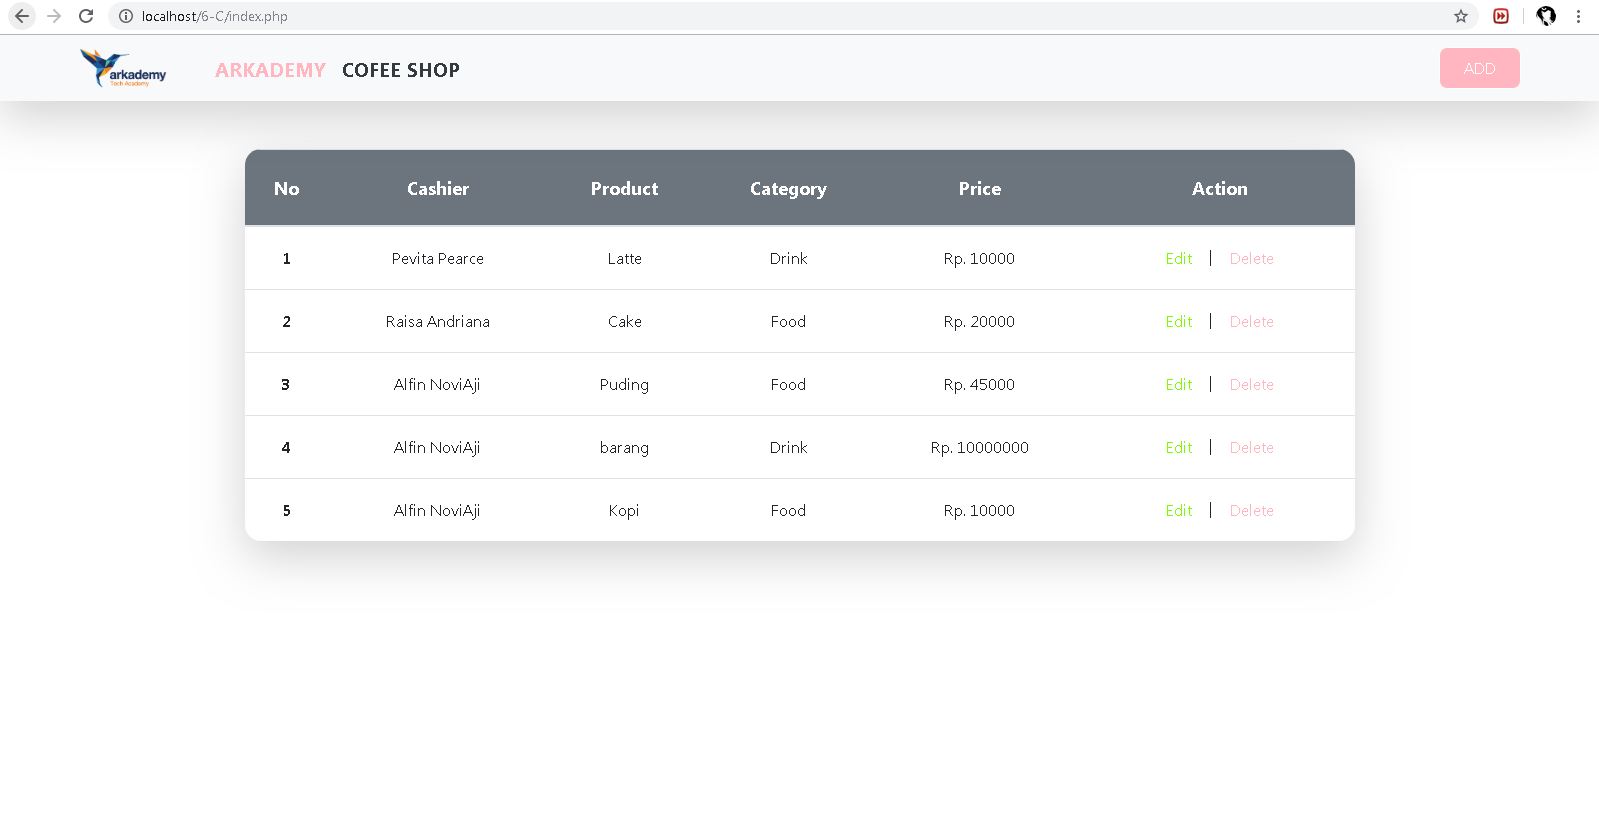 localhost/6-C/index.php
arkademy
Tech Academy
ARKADEMY COFEE SHOP
ADD
No Cashier Product Category Price Action
1 Pevita Pearce Latte Drink Rp. 10000 Edit | Delete
2 Raisa Andriana Cake Food Rp. 20000 Edit | Delete
3 Alfin NoviAji Puding Food Rp. 45000 Edit | Delete
4 Alfin NoviAji barang Drink Rp. 10000000 Edit | Delete
5 Alfin NoviAji Kopi Food Rp. 10000 Edit | Delete